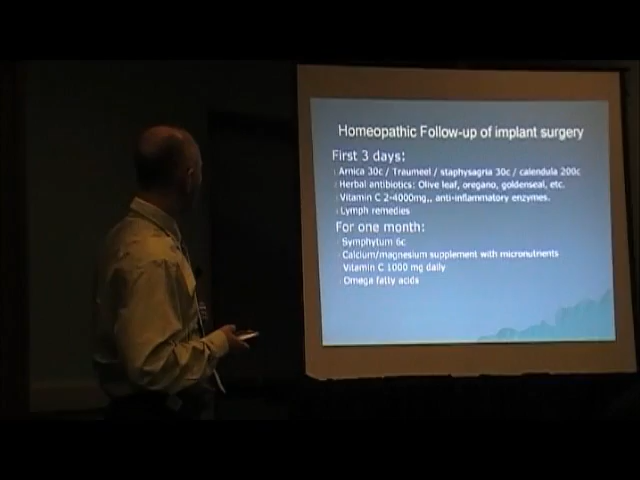 Homeopathic Follow-up of implant surgery
First 3 days:
Arnica 30c / Traumeel / staphysagria 30c / calendula 200c
Herbal antibiotics: Olive leaf, oregano, goldenseal, etc.
Vitamin C 2-4000mg,, anti-inflammatory enzymes.
Lymph remedies
For one month:
Symphytum 6c
Calcium/magnesium supplement with micronutrients
Vitamin C 1000 mg daily
Omega fatty acids